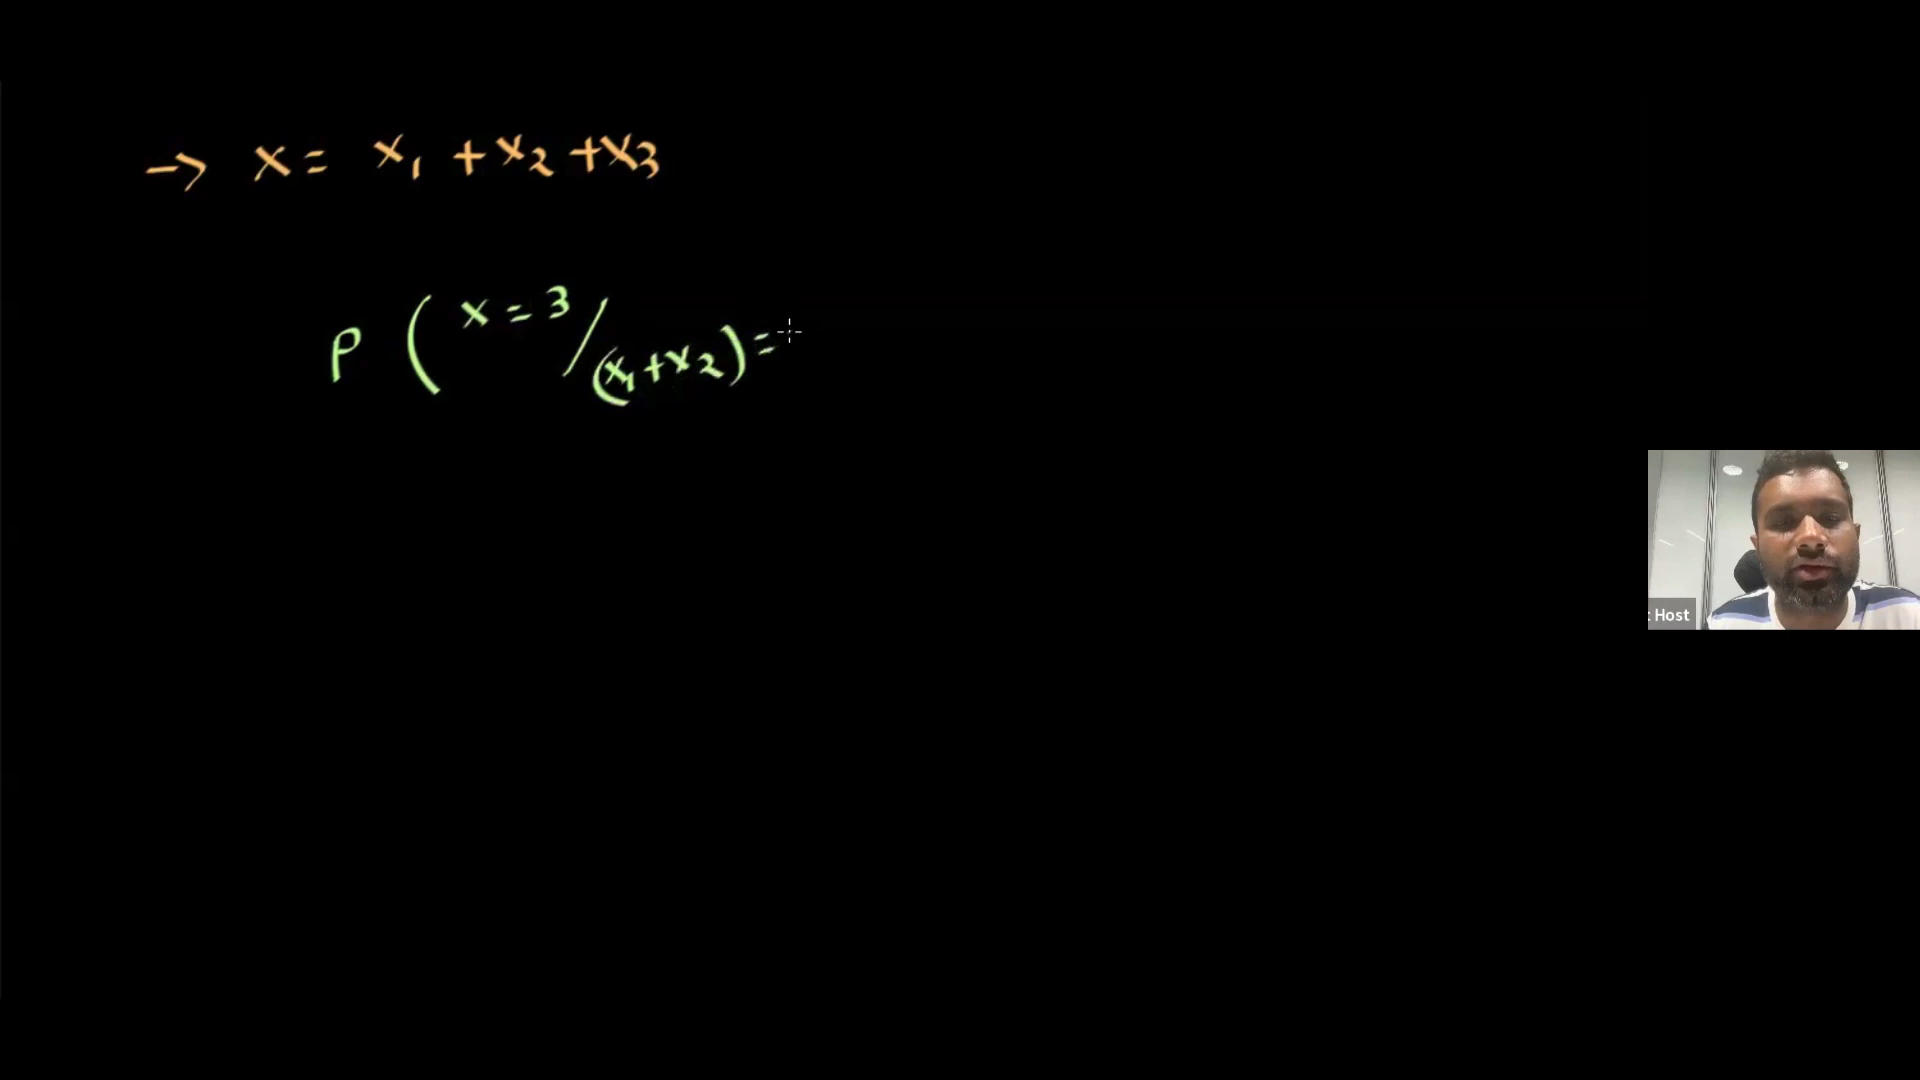 → x = x₁ + x₂ + x₃
P ( x = 3 / (x₁ + x₂ ) =
: Host